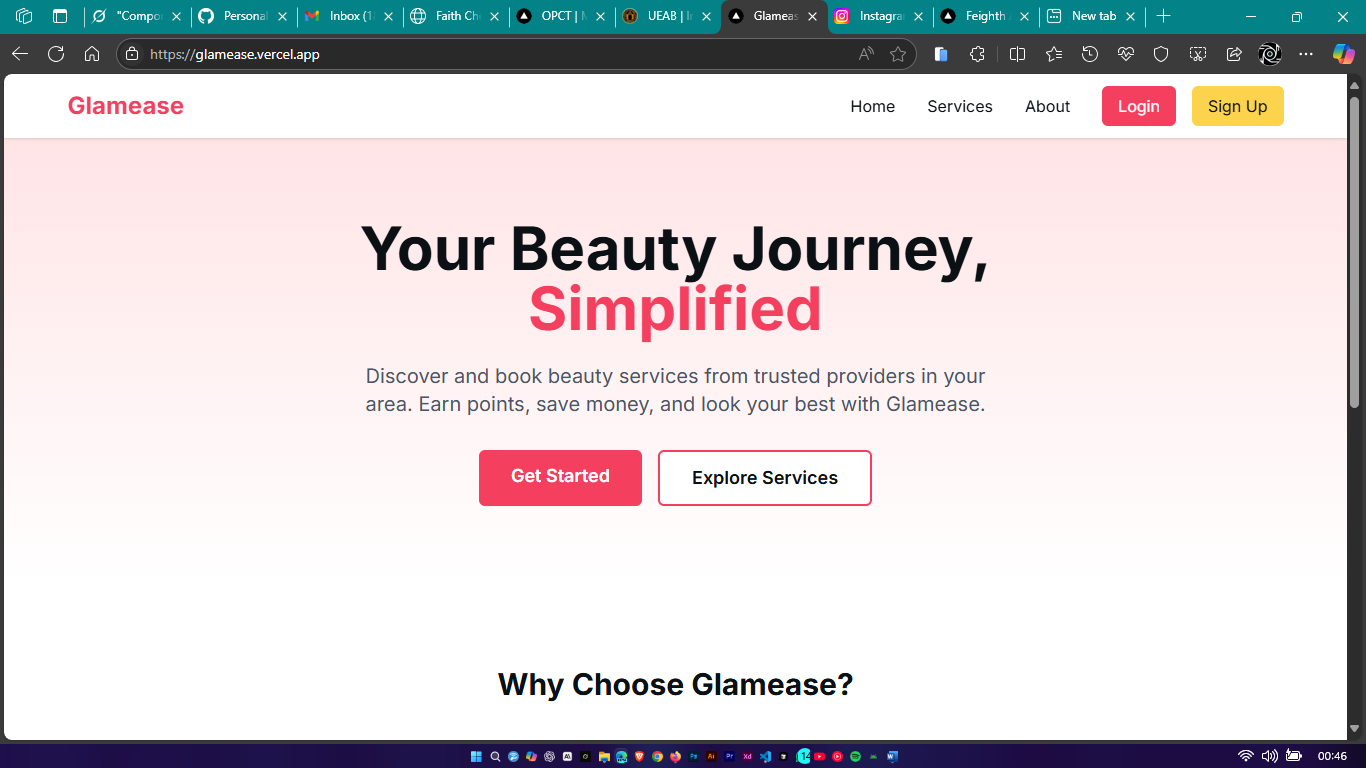 "Compo
Personal
Inbox (1
Faith Ch
OPCT |
UEAB | I
Glamease
Instagra
Feighth
New tab
https://glamease.vercel.app
Glamease
Home
Services
About
Login
Sign Up
Your Beauty Journey,
Simplified
Discover and book beauty services from trusted providers in your
area. Earn points, save money, and look your best with Glamease.
Get Started
Explore Services
Why Choose Glamease?
00:46